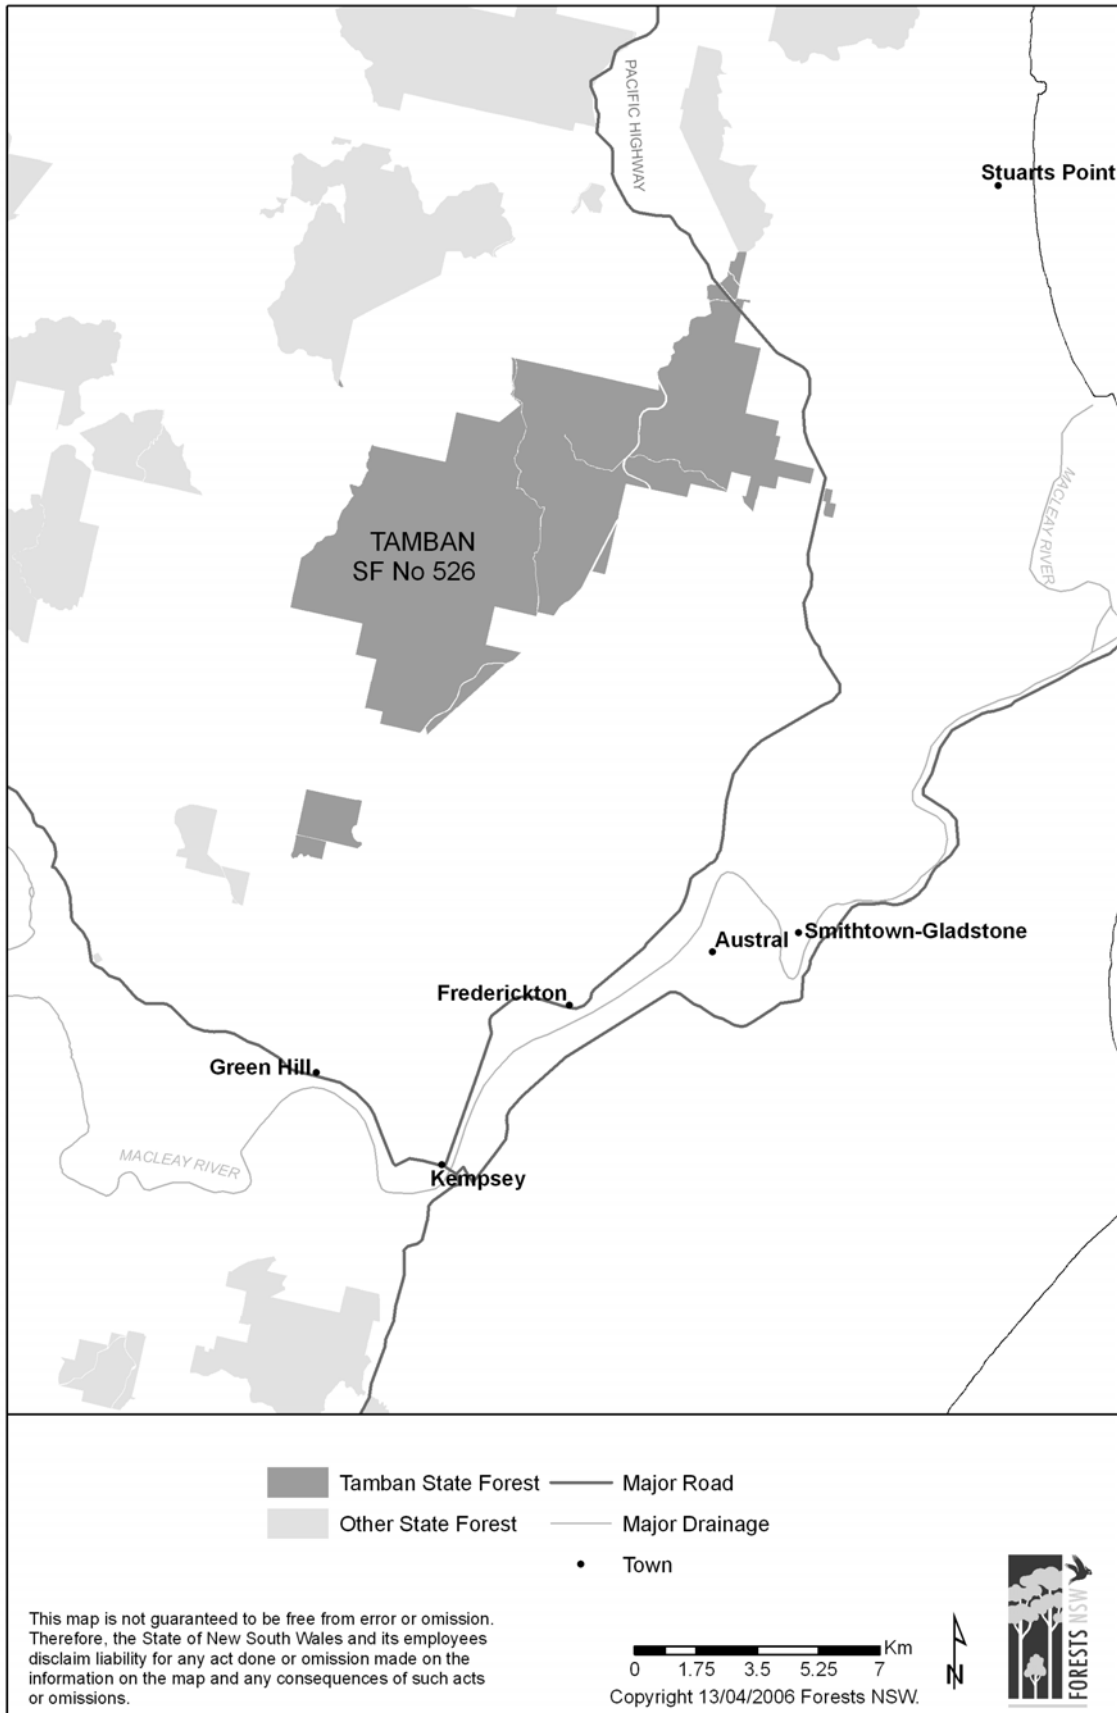 PACIFIC HIGHWAY
Stuarts Point
MACLEAY RIVER
TAMBAN
SF No 526
Smithtown-Gladstone
Austral
Frederickton
Green Hill
MACLEAY RIVER
Kempsey
Tamban State Forest
Major Road
Other State Forest
Major Drainage
Town
This map is not guaranteed to be free from error or omission.
Therefore, the State of New South Wales and its employees
disclaim liability for any act done or omission made on the
information on the map and any consequences of such acts
or omissions.
Km
0 1.75 3.5 5.25 7
Copyright 13/04/2006 Forests NSW.
N
FORESTS NSW